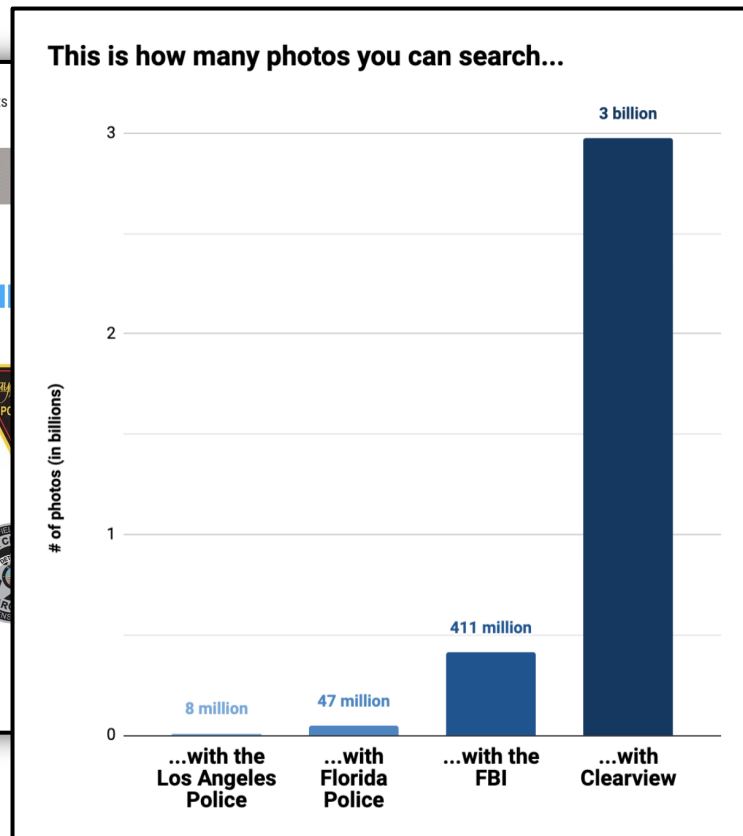 This is how many photos you can search...
3 billion
3
2
# of photos (in billions)
1
411 million
47 million
8 million
0
...with the
Los Angeles
Police
...with
Florida
Police
...with the
FBI
...with
Clearview